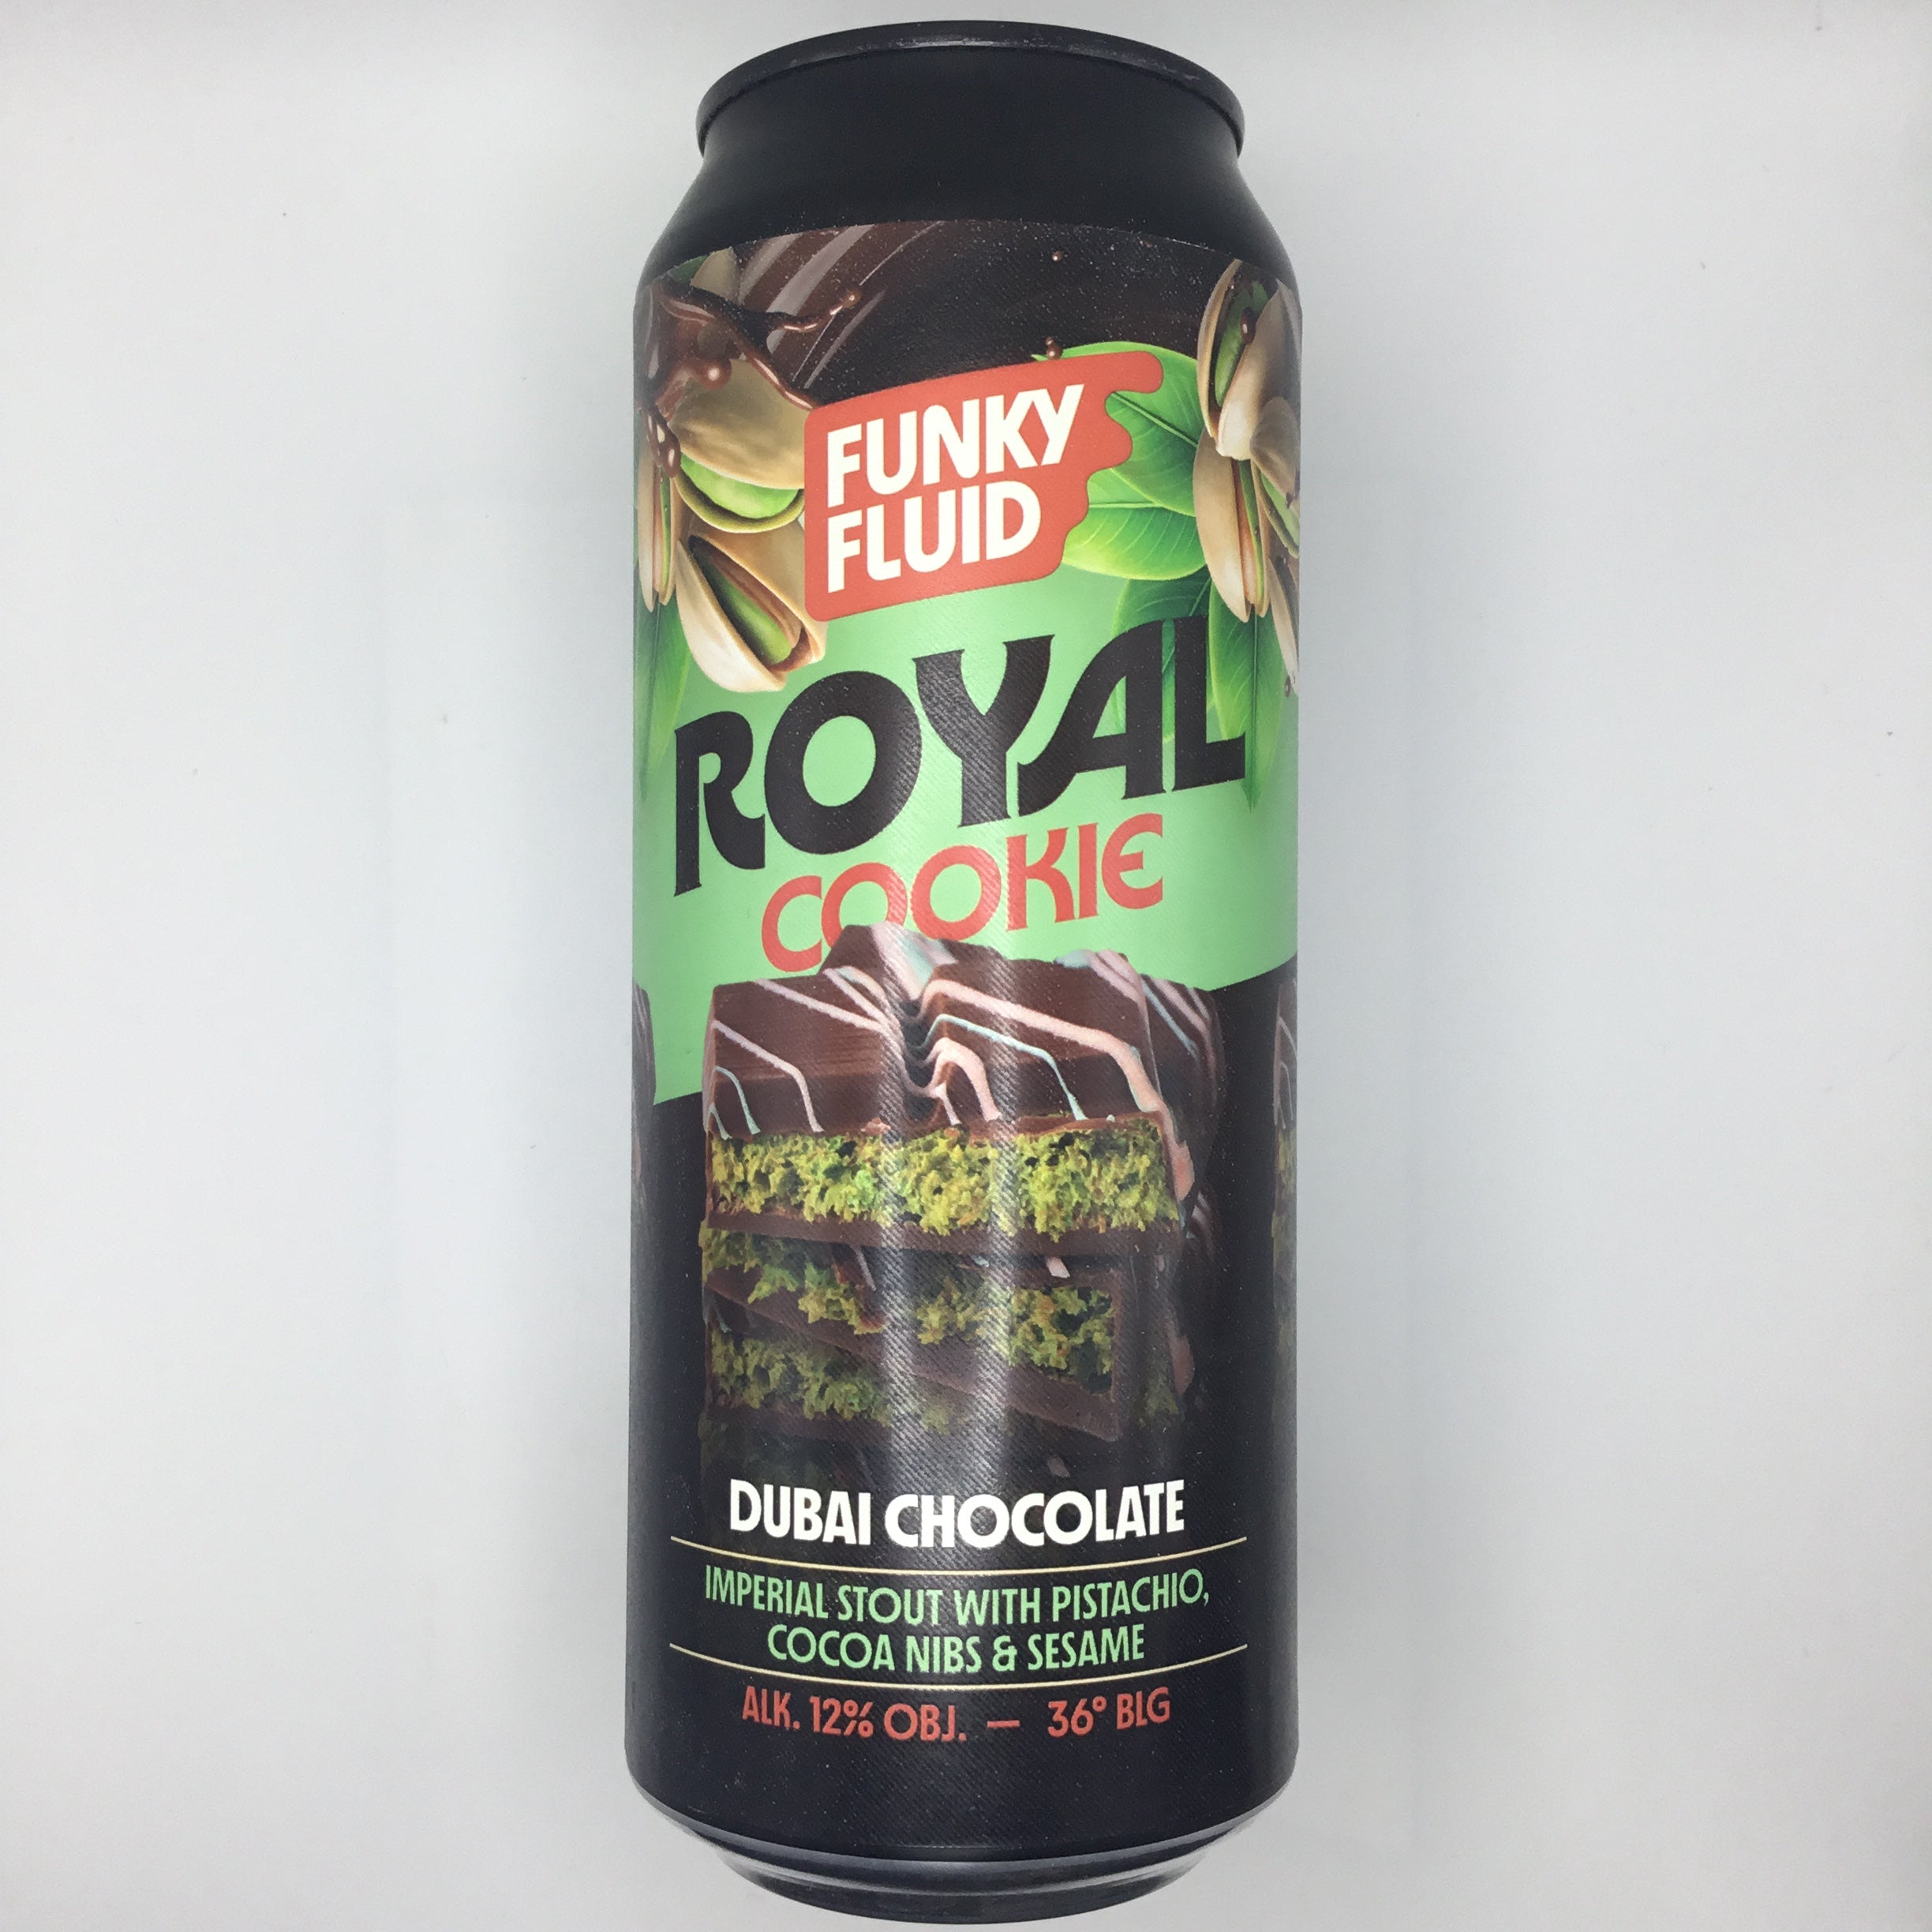 FUNKY
FLUID
ROYAL
COOKIE
DUBAI CHOCOLATE
IMPERIAL STOUT WITH PISTACHIO,
COCOA NIBS & SESAME
ALK. 12% OBJ. — 36° BLG